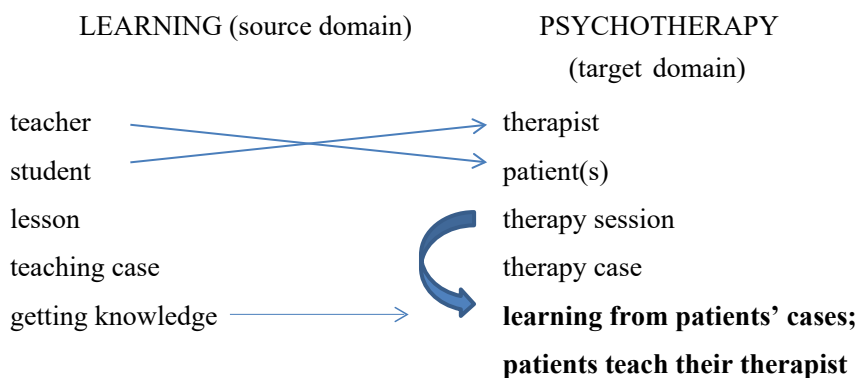 LEARNING (source domain) PSYCHOTHERAPY
(target domain)
teacher therapist
student patient(s)
lesson therapy session
teaching case therapy case
getting knowledge learning from patients’ cases;
patients teach their therapist